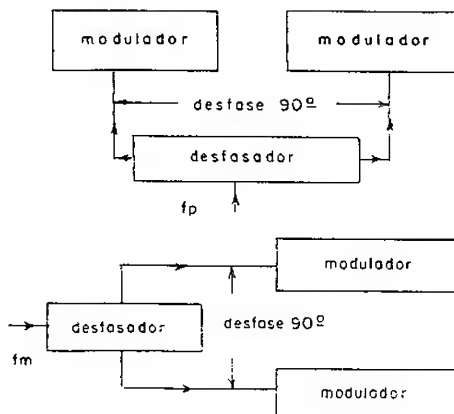 modulador
modulador
desfase 90º
desfasador
fp
modulador
desfasador
desfase 90º
fm
modulador